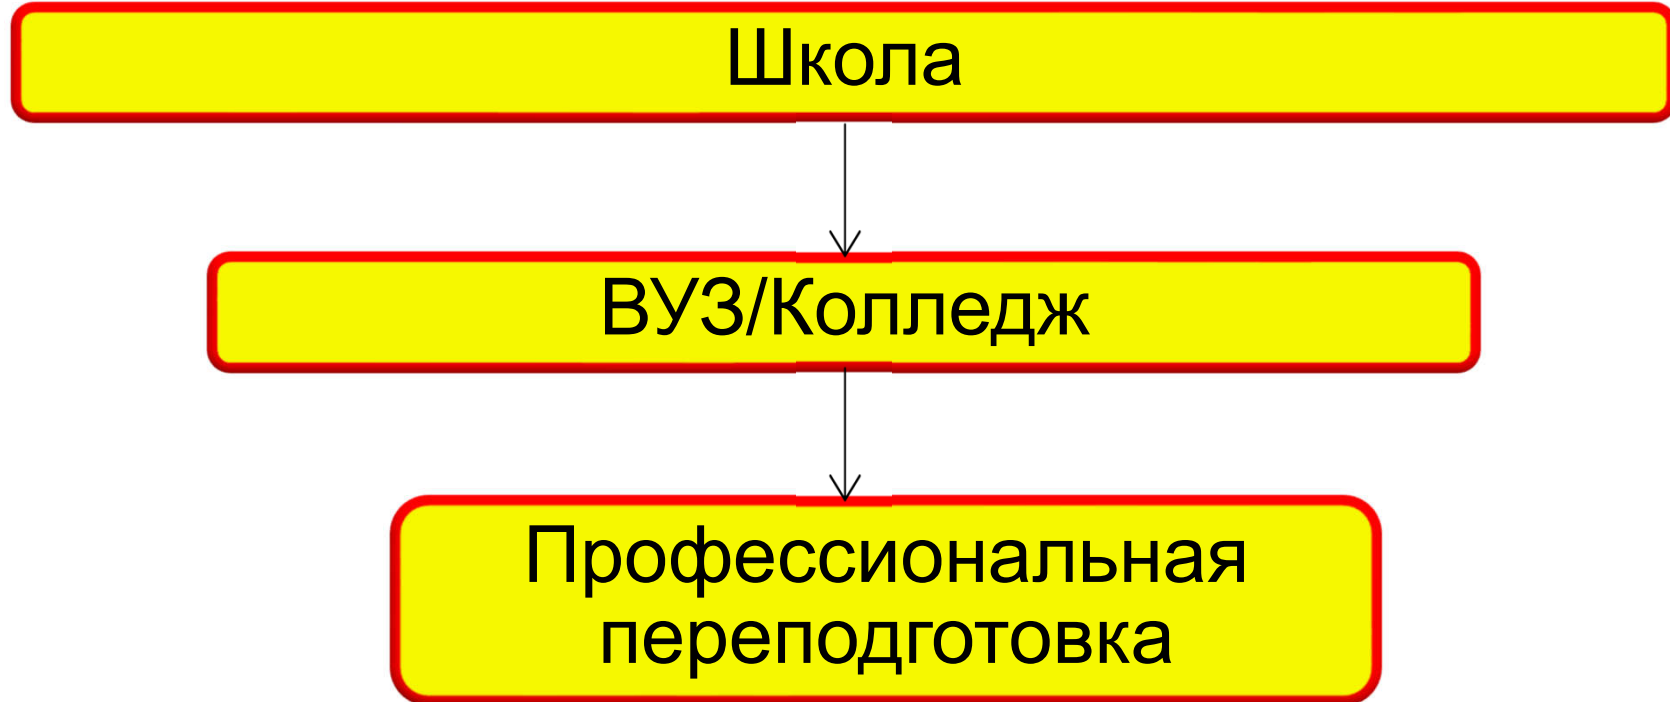 Школа
ВУЗ/Колледж
Профессиональная
переподготовка